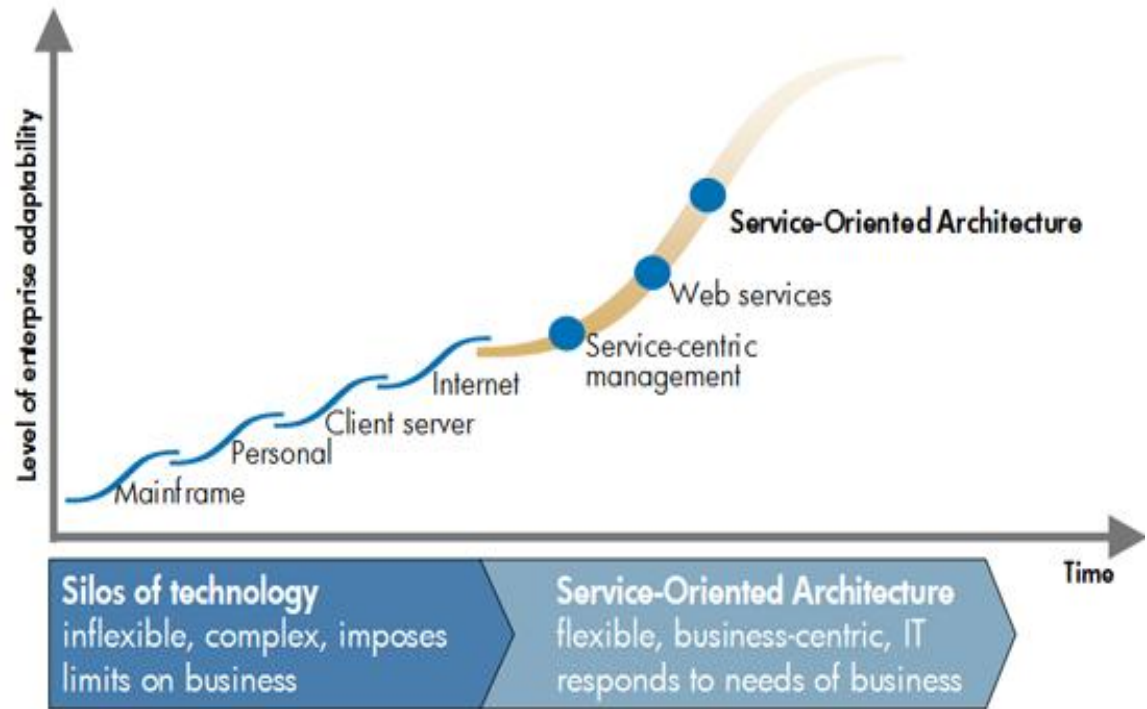 Level of enterprise adaptability
Service-Oriented Architecture
Web services
Service-centric
management
Internet
Client server
Personal
Mainframe
Time
Silos of technology
inflexible, complex, imposes
limits on business
Service-Oriented Architecture
flexible, business-centric, IT
responds to needs of business